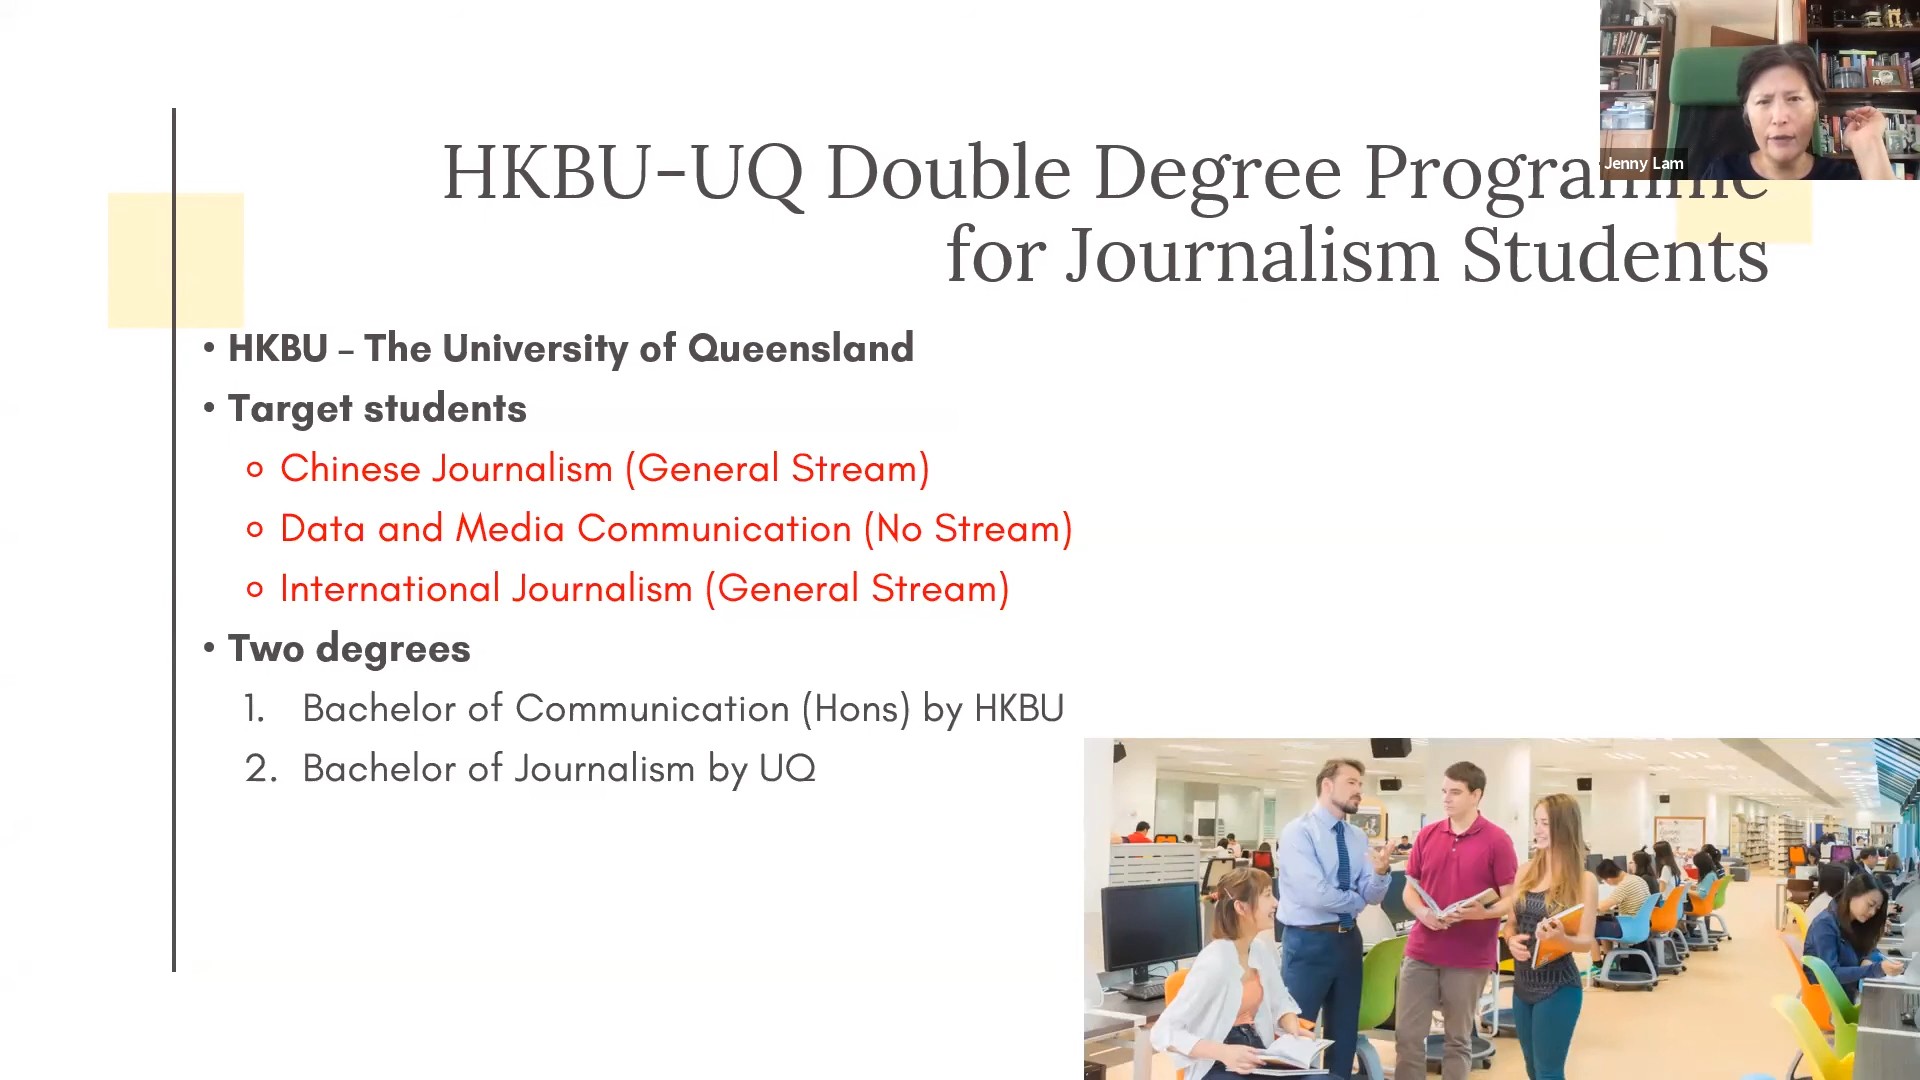 HKBU-UQ Double Degree Programme
for Journalism Students
Jenny Lam
• HKBU – The University of Queensland
• Target students
Chinese Journalism (General Stream)
Data and Media Communication (No Stream)
International Journalism (General Stream)
• Two degrees
1. Bachelor of Communication (Hons) by HKBU
2. Bachelor of Journalism by UQ